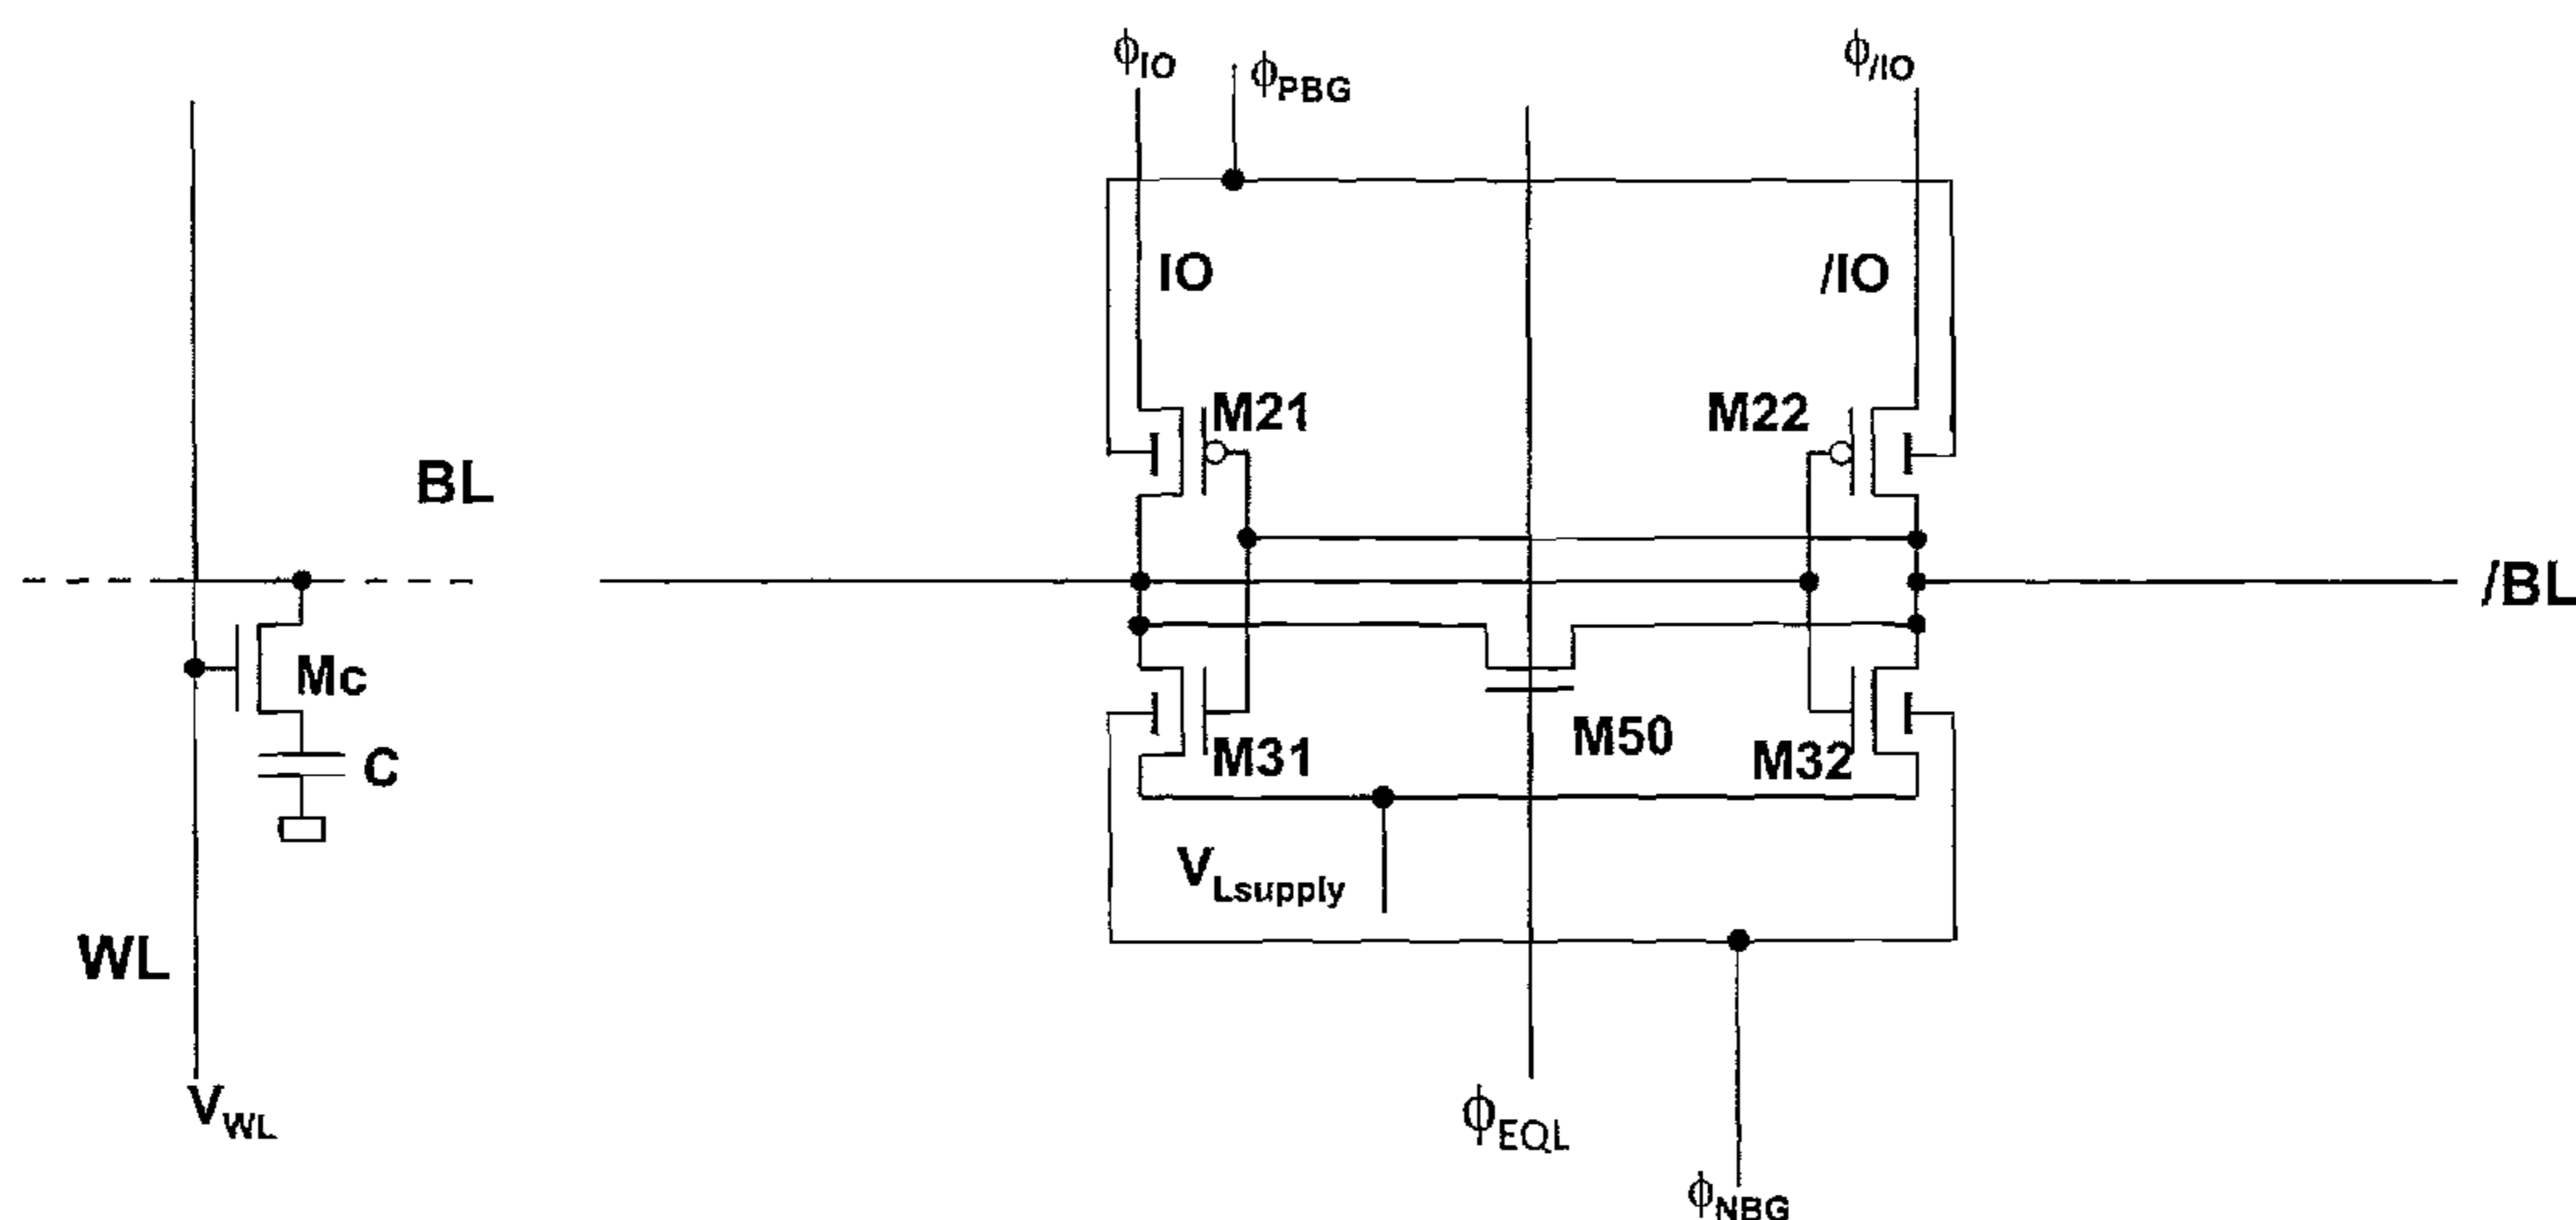 ϕIO
ϕPBG
ϕ/IO
IO
/IO
M21
M22
BL
/BL
Mc
C
M31
M50
M32
VLsupply
WL
VWL
ϕEQL
ϕNBG